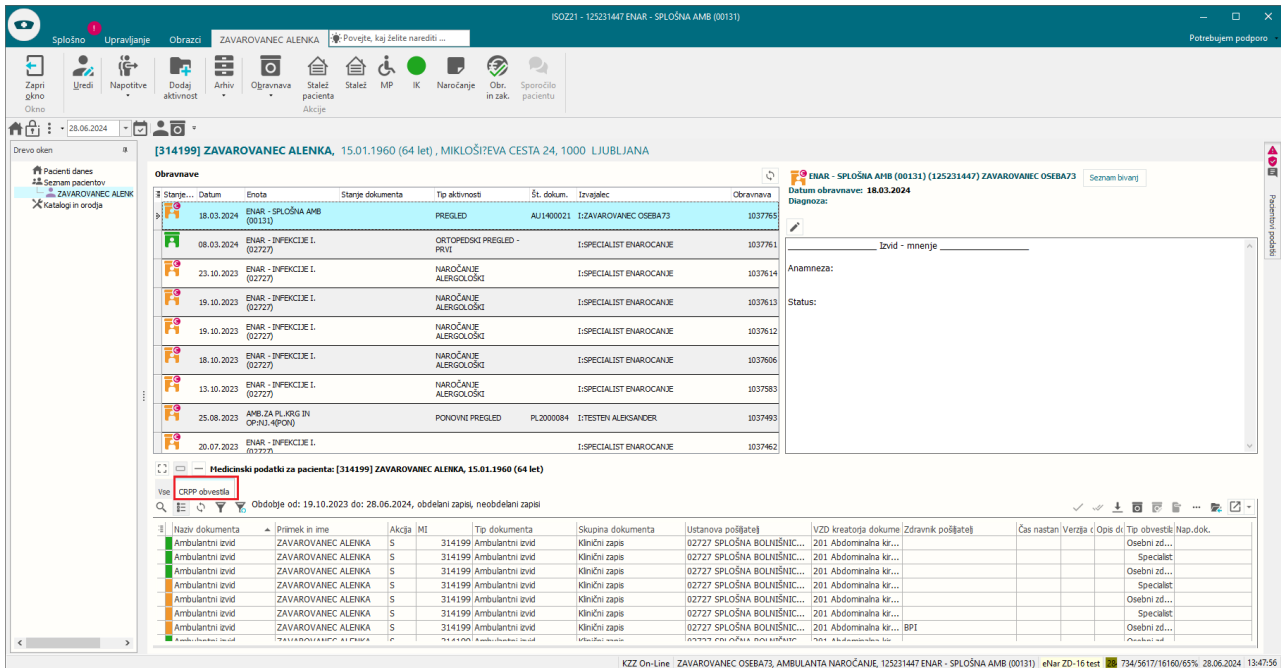 ISOZ21 - 125231447 ENAR - SPLOŠNA AMB (00131)
Splošno ! Upravljanje Obrazci ZAVAROVANEC ALENKA Povejte, kaj želite narediti ... Potrebujem podporo
Zapri okno Uredi Napotitve Dodaj aktivnost Arhiv Obravnava Stalež pacienta Stalež MP IK Naročanje Obr. in zak. Sporočilo pacientu
Okno Akcije
28.06.2024
Drevo oken
Pacienti danes
Seznam pacientov
ZAVAROVANEC ALENK
Katalogi in orodja
[314199] ZAVAROVANEC ALENKA, 15.01.1960 (64 let) , MIKLOŠI?EVA CESTA 24, 1000 LJUBLJANA
Obravnave
Stanje... Datum Enota Stanje dokumenta Tip aktivnosti Št. dokum. Izvajalec Obravnava
18.03.2024 ENAR - SPLOŠNA AMB (00131) PREGLED AU1400021 I:ZAVAROVANEC OSEBA73 1037765
08.03.2024 ENAR - INFEKCIJE I. (02727) ORTOPEDSKI PREGLED - PRVI I:SPECIALIST ENAROCANJE 1037761
23.10.2023 ENAR - INFEKCIJE I. (02727) NAROČANJE ALERGOLOŠKI I:SPECIALIST ENAROCANJE 1037614
19.10.2023 ENAR - INFEKCIJE I. (02727) NAROČANJE ALERGOLOŠKI I:SPECIALIST ENAROCANJE 1037613
19.10.2023 ENAR - INFEKCIJE I. (02727) NAROČANJE ALERGOLOŠKI I:SPECIALIST ENAROCANJE 1037612
18.10.2023 ENAR - INFEKCIJE I. (02727) NAROČANJE ALERGOLOŠKI I:SPECIALIST ENAROCANJE 1037606
13.10.2023 ENAR - INFEKCIJE I. (02727) NAROČANJE ALERGOLOŠKI I:SPECIALIST ENAROCANJE 1037583
25.08.2023 AMB.ZA PL.KRG IN OP:NJ.4(PON) PONOVNI PREGLED PL2000084 I:TESTEN ALEKSANDER 1037493
20.07.2023 ENAR - INFEKCIJE I. (02727) I:SPECIALIST ENAROCANJE 1037462
ENAR - SPLOŠNA AMB (00131) (125231447) ZAVAROVANEC OSEBA73 Seznam bivanj
Datum obravnave: 18.03.2024
Diagnoza:
__________________ Izvid - mnenje __________________
Anamneza:
Status:
Pacientovi podatki
Medicinski podatki za pacienta: [314199] ZAVAROVANEC ALENKA, 15.01.1960 (64 let)
Vse CRPP obvestila
Obdobje od: 19.10.2023 do: 28.06.2024, obdelani zapisi, neobdelani zapisi
Naziv dokumenta Priimek in ime Akcija MI Tip dokumenta Skupina dokumenta Ustanova pošiljatelj VZD kreatorja dokume Zdravnik pošiljatelj Čas nastan Verzija d Opis do Tip obvestila Nap.dok.
Ambulantni izvid ZAVAROVANEC ALENKA S 314199 Ambulantni izvid Klinični zapis 02727 SPLOŠNA BOLNIŠNIC... 201 Abdominalna kir... Osebni zd...
Ambulantni izvid ZAVAROVANEC ALENKA S 314199 Ambulantni izvid Klinični zapis 02727 SPLOŠNA BOLNIŠNIC... 201 Abdominalna kir... Specialist
Ambulantni izvid ZAVAROVANEC ALENKA S 314199 Ambulantni izvid Klinični zapis 02727 SPLOŠNA BOLNIŠNIC... 201 Abdominalna kir... Osebni zd...
Ambulantni izvid ZAVAROVANEC ALENKA S 314199 Ambulantni izvid Klinični zapis 02727 SPLOŠNA BOLNIŠNIC... 201 Abdominalna kir... Specialist
Ambulantni izvid ZAVAROVANEC ALENKA S 314199 Ambulantni izvid Klinični zapis 02727 SPLOŠNA BOLNIŠNIC... 201 Abdominalna kir... Osebni zd...
Ambulantni izvid ZAVAROVANEC ALENKA S 314199 Ambulantni izvid Klinični zapis 02727 SPLOŠNA BOLNIŠNIC... 201 Abdominalna kir... Specialist
Ambulantni izvid ZAVAROVANEC ALENKA S 314199 Ambulantni izvid Klinični zapis 02727 SPLOŠNA BOLNIŠNIC... 201 Abdominalna kir... BPI Osebni zd...
KZZ On-Line ZAVAROVANEC OSEBA73, AMBULANTA NAROČANJE, 125231447 ENAR - SPLOŠNA AMB (00131) eNar ZD-16 test 28 734/5617/16160/65% 28.06.2024 13:47:56